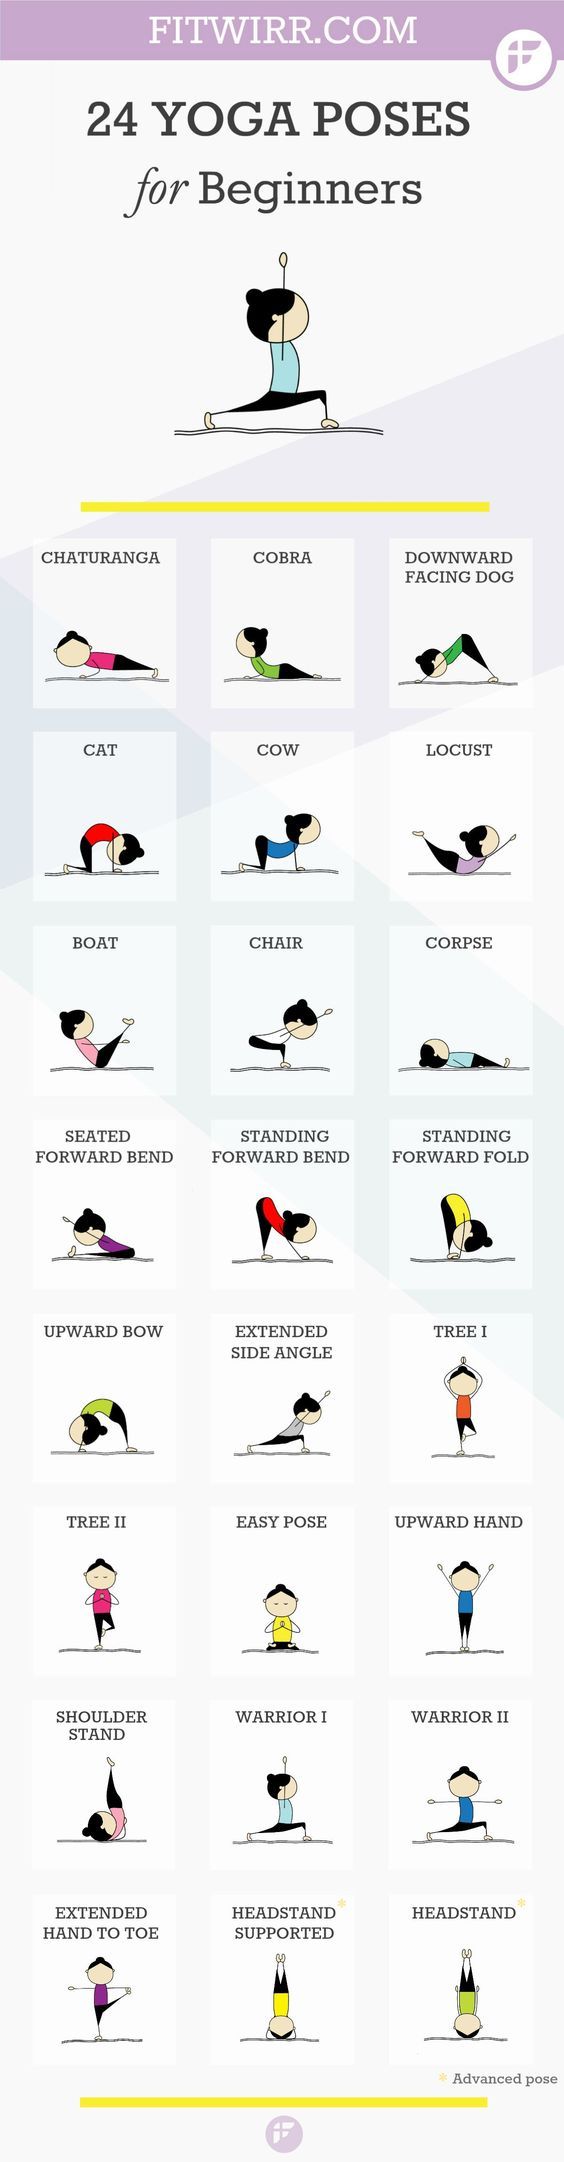 FITWIRR.COM
24 YOGA POSES
for Beginners
CHATURANGA
COBRA
DOWNWARD
FACING DOG
CAT
COW
LOCUST
BOAT
CHAIR
CORPSE
SEATED
FORWARD BEND
STANDING
FORWARD BEND
STANDING
FORWARD FOLD
UPWARD BOW
EXTENDED
SIDE ANGLE
TREE I
TREE II
EASY POSE
UPWARD HAND
SHOULDER
STAND
WARRIOR I
WARRIOR II
EXTENDED
HAND TO TOE
HEADSTAND*
SUPPORTED
HEADSTAND*
* Advanced pose